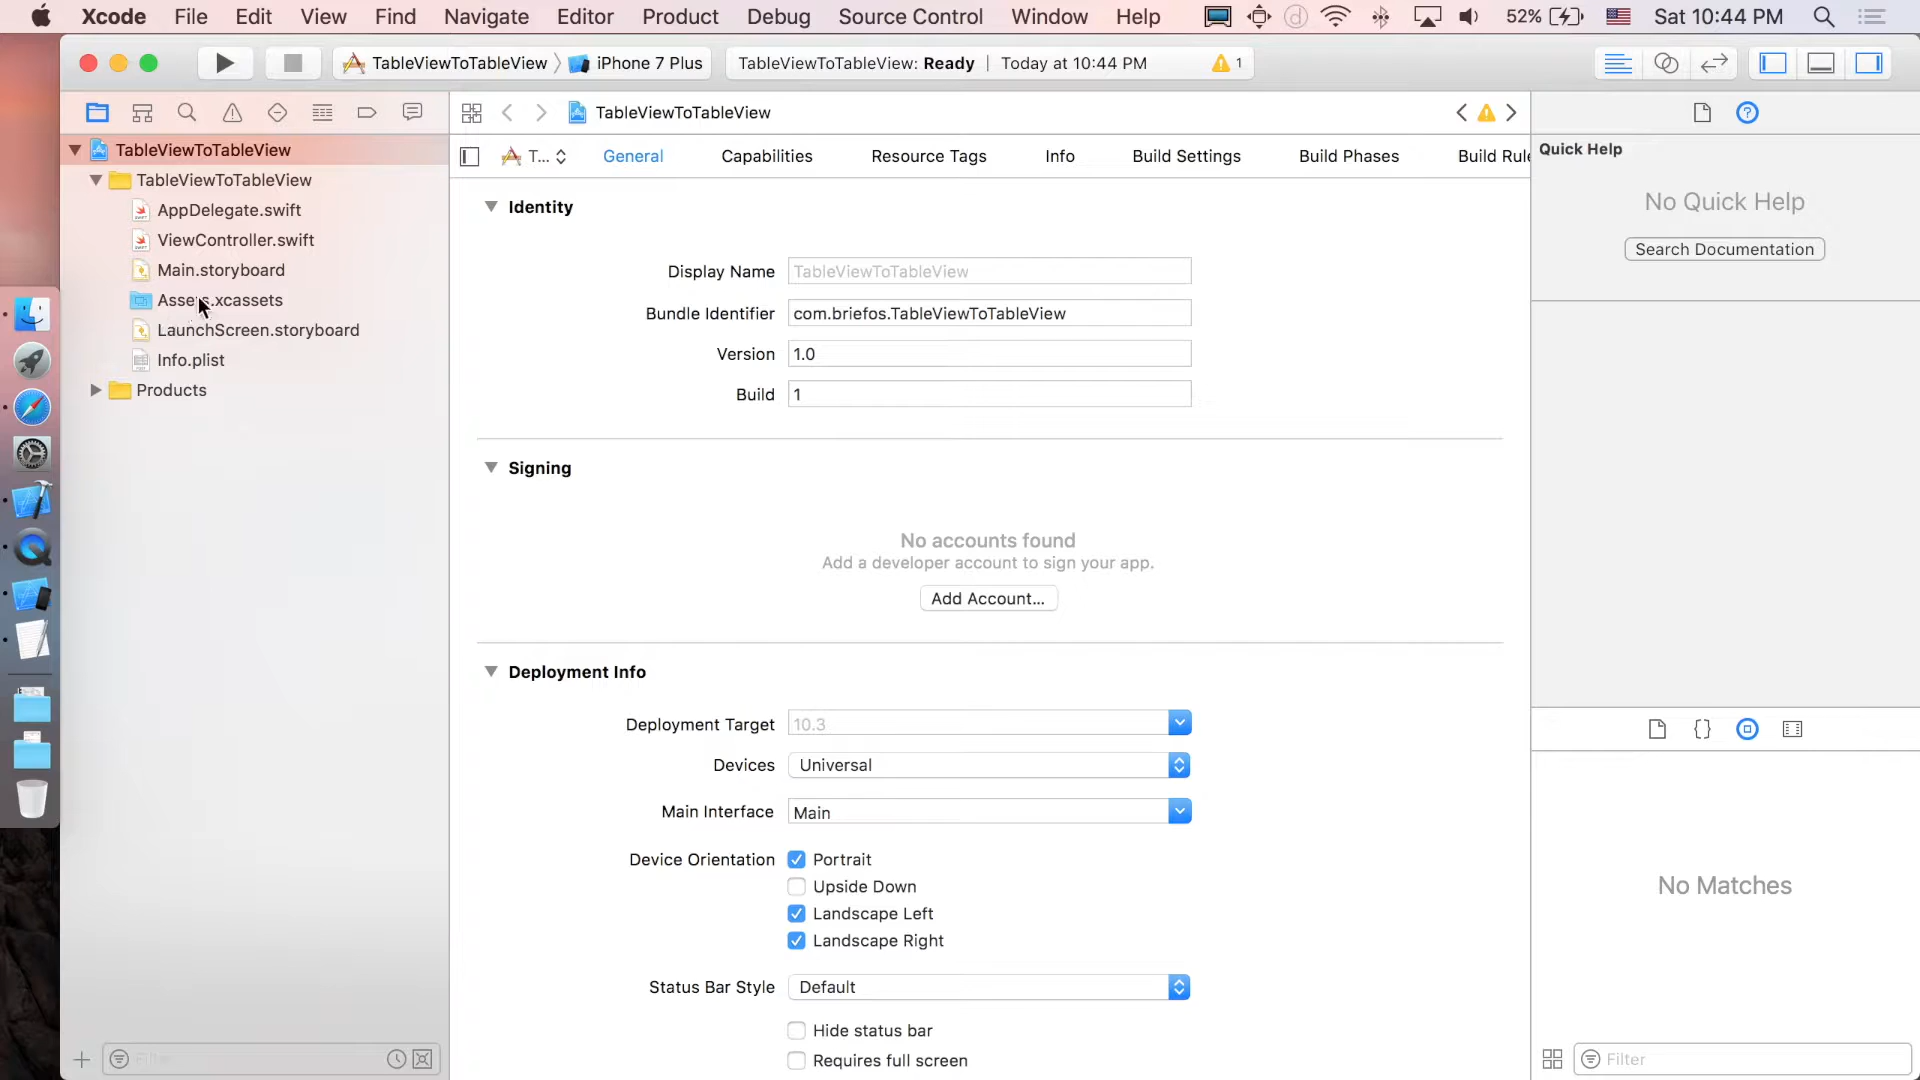 Xcode File Edit View Find Navigate Editor Product Debug Source Control Window Help 52% Sat 10:44 PM
TableViewToTableView iPhone 7 Plus TableViewToTableView: Ready | Today at 10:44 PM 1
TableViewToTableView
T... General Capabilities Resource Tags Info Build Settings Build Phases Build Rule
TableViewToTableView
TableViewToTableView
AppDelegate.swift
ViewController.swift
Main.storyboard
Assets.xcassets
LaunchScreen.storyboard
Info.plist
Products
Filter
Identity
Display Name TableViewToTableView
Bundle Identifier com.briefos.TableViewToTableView
Version 1.0
Build 1
Signing
No accounts found
Add a developer account to sign your app.
Add Account...
Deployment Info
Deployment Target 10.3
Devices Universal
Main Interface Main
Device Orientation Portrait
Upside Down
Landscape Left
Landscape Right
Status Bar Style Default
Hide status bar
Requires full screen
Quick Help
No Quick Help
Search Documentation
No Matches
Filter